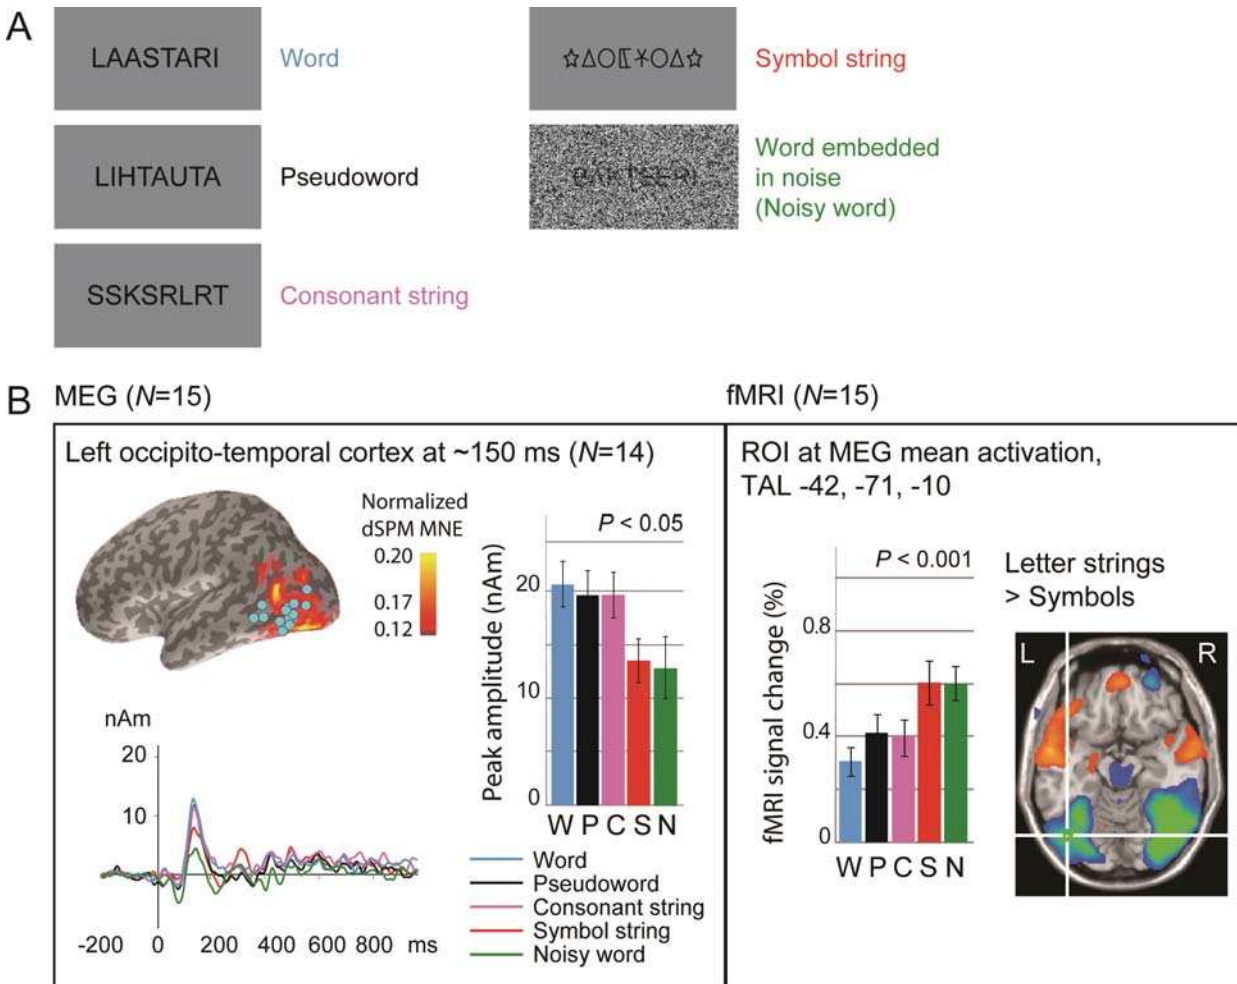 A
LAASTARI
Word
☆△○
Symbol string
LIHTAUTA
Pseudoword
Word embedded
in noise
(Noisy word)
SSKSRLRT
Consonant string
B
MEG (N=15)
fMRI (N=15)
Left occipito-temporal cortex at ~150 ms (N=14)
Normalized
dSPM MNE
0.20
0.17
0.12
nAm
20
10
-200 0 200 400 600 800 ms
P < 0.05
Peak amplitude (nAm)
20
10
0
W P C S N
Word
Pseudoword
Consonant string
Symbol string
Noisy word
ROI at MEG mean activation,
TAL -42, -71, -10
P < 0.001
fMRI signal change (%)
0.8
0.4
0
W P C S N
Letter strings
> Symbols
L R